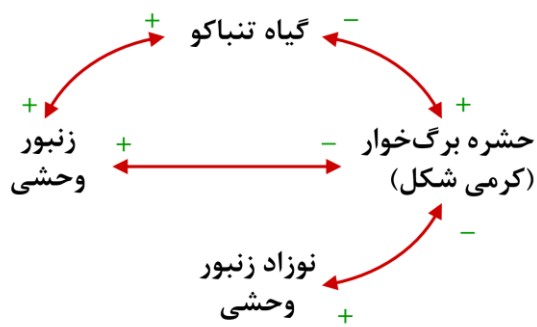 گیاه تنباکو
+
−
+
+
حشره برگ‌خوار
(کرمی شکل)
زنبور
وحشی
+
−
−
نوزاد زنبور
وحشی
+